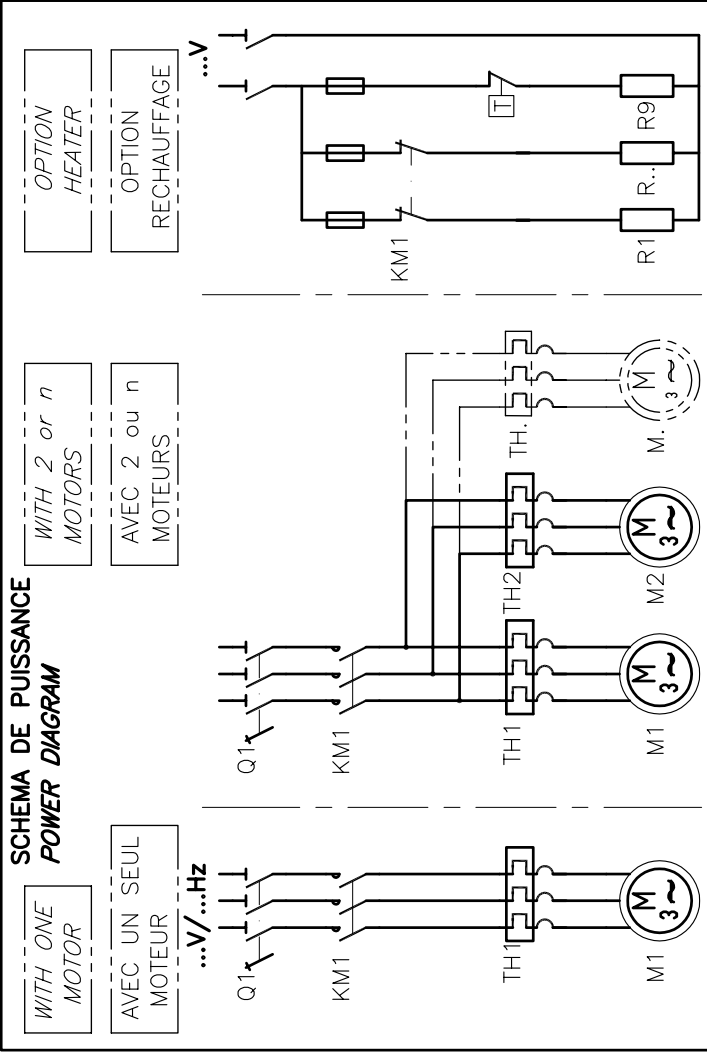 SCHEMA DE PUISSANCE
POWER DIAGRAM
WITH ONE
MOTOR
AVEC UN SEUL
MOTEUR
...V/...Hz
Q1
KM1
TH1
M
3~
M1
WITH 2 or n
MOTORS
AVEC 2 ou n
MOTEURS
Q1
KM1
TH1
TH2
TH.
M
3~
M
3~
M
3~
M1
M2
M.
OPTION
HEATER
OPTION
RECHAUFFAGE
...V
KM1
T
R1
R..
R9